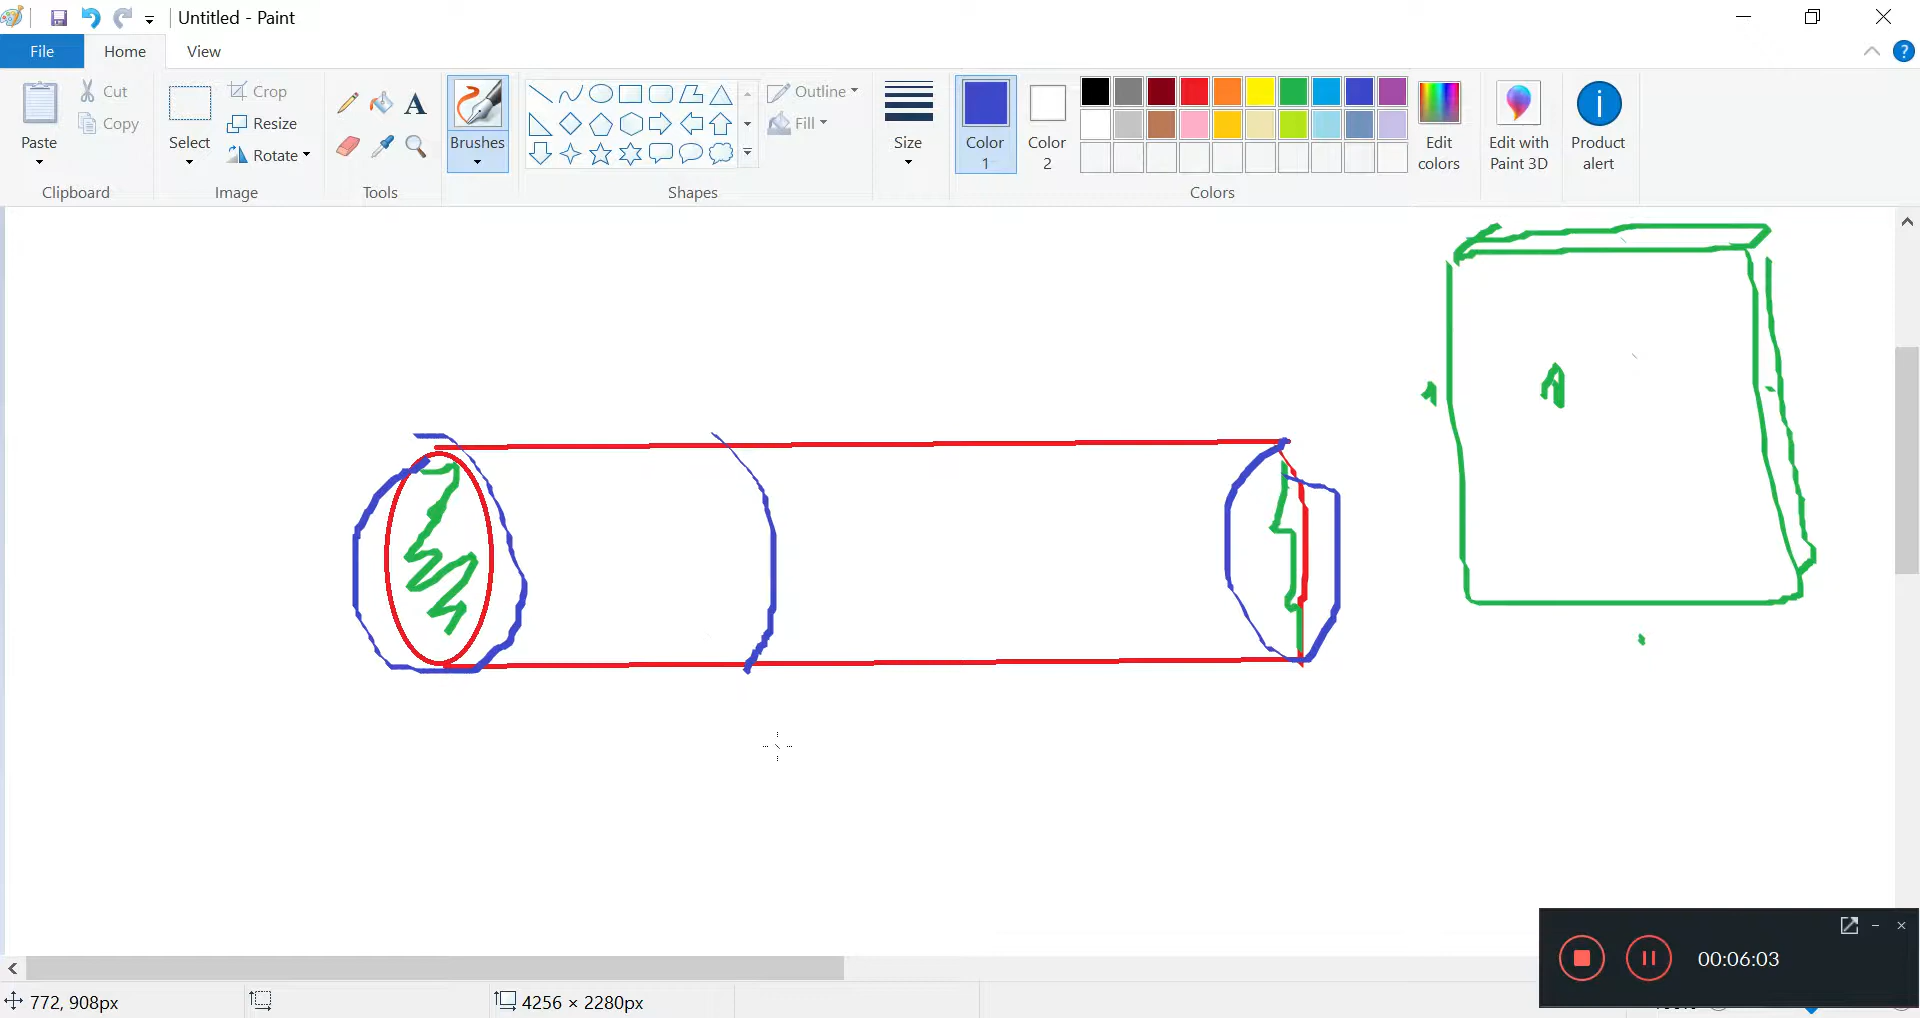 Untitled - Paint
File Home View
Paste
Cut
Copy
Clipboard
Select
Crop
Resize
Rotate
Image
A
Tools
Brushes
Shapes
Outline
Fill
Size
Color 1
Color 2
Edit colors
Colors
Edit with Paint 3D
Product alert
A
772, 908px
4256 × 2280px
00:06:03